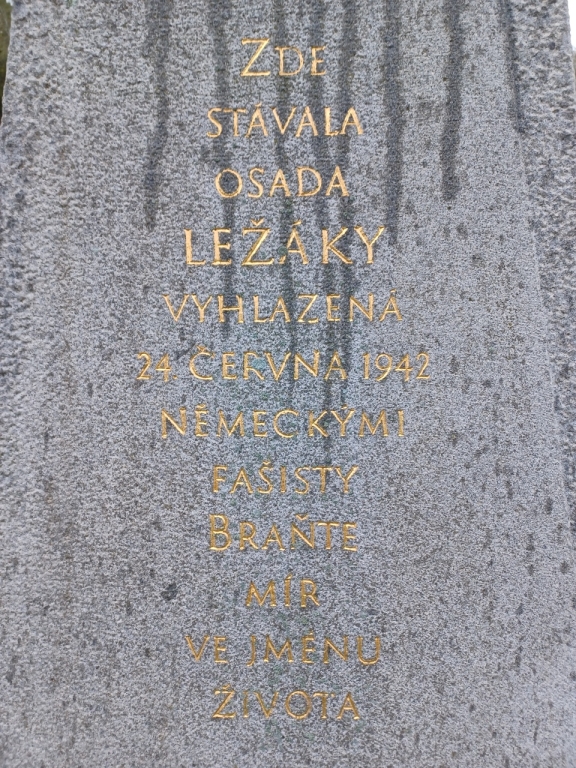 ZDE
STÁVALA
OSADA
LEŽÁKY
VYHLAZENÁ
24. ČERVNA 1942
NĚMECKÝMI
FAŠISTY
BRAŇTE
MÍR
VE JMÉNU
ŽIVOTA